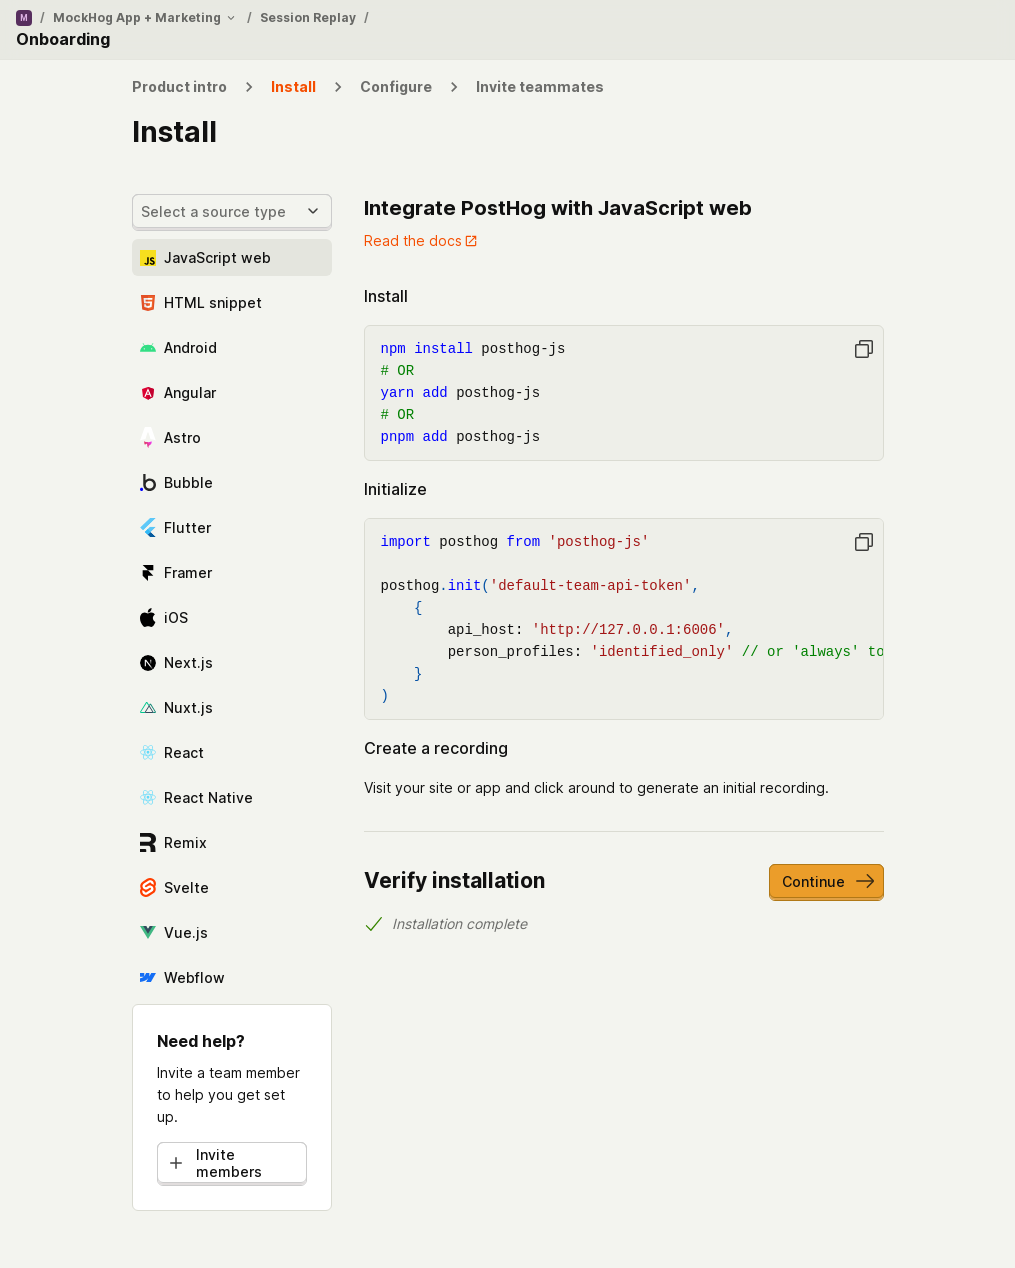 M / MockHog App + Marketing / Session Replay /
Onboarding
Product intro Install Configure Invite teammates
Install
Select a source type
JavaScript web
HTML snippet
Android
Angular
Astro
Bubble
Flutter
Framer
iOS
Next.js
Nuxt.js
React
React Native
Remix
Svelte
Vue.js
Webflow
Need help?
Invite a team member
to help you get set
up.
Invite
members
Integrate PostHog with JavaScript web
Read the docs
Install
npm install posthog-js
# OR
yarn add posthog-js
# OR
pnpm add posthog-js
Initialize
import posthog from 'posthog-js'
posthog.init('default-team-api-token',
{
api_host: 'http://127.0.0.1:6006',
person_profiles: 'identified_only' // or 'always' to
}
)
Create a recording
Visit your site or app and click around to generate an initial recording.
Verify installation
Continue
Installation complete